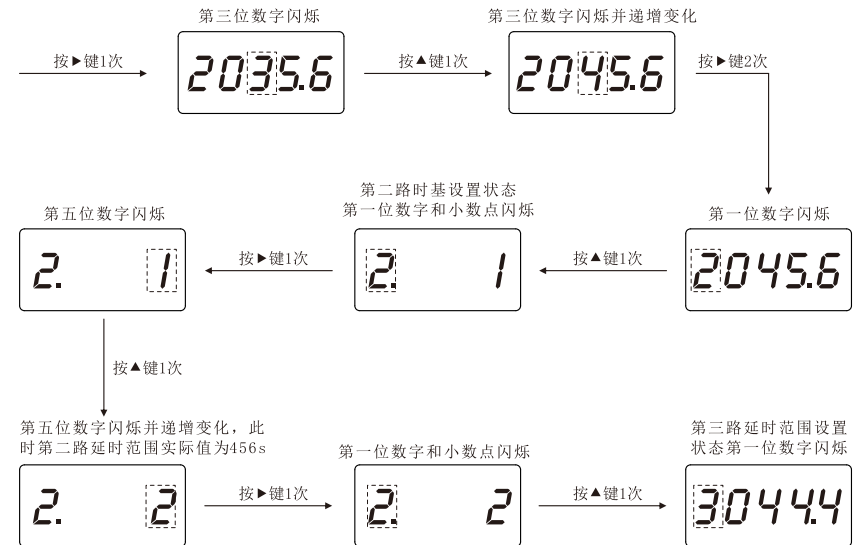 第三位数字闪烁
第三位数字闪烁并递增变化
按▶键1次
2035.6
按▲键1次
2045.6
按▶键2次
第二路时基设置状态
第一位数字和小数点闪烁
第五位数字闪烁
第一位数字闪烁
2. 1
按▶键1次
2. 1
按▲键1次
2045.6
按▲键1次
第五位数字闪烁并递增变化，此
时第二路延时范围实际值为456s
第一位数字和小数点闪烁
第三路延时范围设置
状态第一位数字闪烁
2. 2
按▶键1次
2. 2
按▲键1次
3044.4